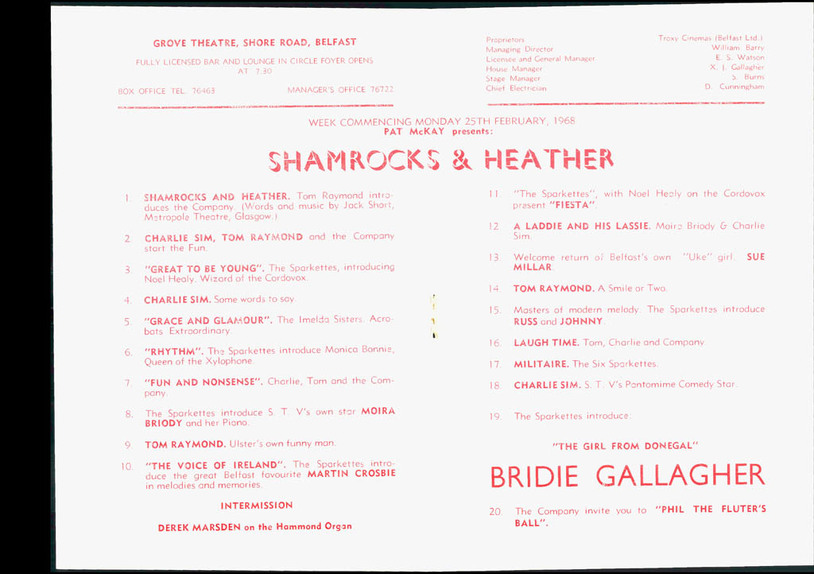 GROVE THEATRE, SHORE ROAD, BELFAST
FULLY LICENSED BAR AND LOUNGE IN CIRCLE FOYER OPENS
AT 7.30
BOX OFFICE TEL. 76463 MANAGER'S OFFICE 76722
Proprietors Troxy Cinemas (Belfast Ltd.)
Managing Director William Barry
Licensee and General Manager E. S. Watson
House Manager X. J. Gallagher
Stage Manager S. Burns
Chief Electrician D. Cunningham
WEEK COMMENCING MONDAY 25TH FEBRUARY, 1968
PAT McKAY presents:
SHAMROCKS & HEATHER
1. SHAMROCKS AND HEATHER. Tom Raymond intro-
duces the Company. (Words and music by Jack Short,
Metropole Theatre, Glasgow.)
2. CHARLIE SIM, TOM RAYMOND and the Company
start the Fun.
3. "GREAT TO BE YOUNG". The Sparkettes, introducing
Noel Healy, Wizard of the Cordovox.
4. CHARLIE SIM. Some words to say.
5. "GRACE AND GLAMOUR". The Imelda Sisters. Acro-
bats Extraordinary.
6. "RHYTHM". The Sparkettes introduce Monica Bonnie,
Queen of the Xylophone.
7. "FUN AND NONSENSE". Charlie, Tom and the Com-
pany.
8. The Sparkettes introduce S. T. V's own star MOIRA
BRIODY and her Piano.
9. TOM RAYMOND. Ulster's own funny man.
10. "THE VOICE OF IRELAND". The Sparkettes intro-
duce the great Belfast favourite MARTIN CROSBIE
in melodies and memories.
INTERMISSION
DEREK MARSDEN on the Hammond Organ
11. "The Sparkettes", with Noel Healy on the Cordovox
present "FIESTA"
12. A LADDIE AND HIS LASSIE. Moira Briody & Charlie
Sim.
13. Welcome return of Belfast's own "Uke" girl. SUE
MILLAR.
14. TOM RAYMOND. A Smile or Two.
15. Masters of modern melody. The Sparkettes introduce
RUSS and JOHNNY
16. LAUGH TIME. Tom, Charlie and Company.
17. MILITAIRE. The Six Sparkettes.
18. CHARLIE SIM. S. T. V's Pantomime Comedy Star.
19. The Sparkettes introduce:
"THE GIRL FROM DONEGAL"
BRIDIE GALLAGHER
20. The Company invite you to "PHIL THE FLUTER'S
BALL".